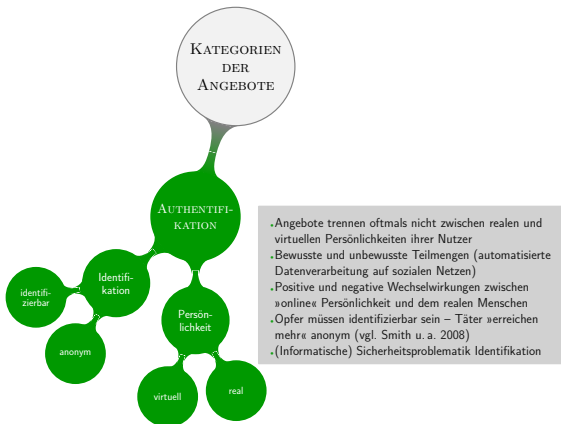 KATEGORIEN
DER
ANGEBOTE
AUTHENTIFI-
KATION
Identifi-
kation
identifi-
zierbar
anonym
Persön-
lichkeit
virtuell
real
Angebote trennen oftmals nicht zwischen realen und
virtuellen Persönlichkeiten ihrer Nutzer
Bewusste und unbewusste Teilmengen (automatisierte
Datenverarbeitung auf sozialen Netzen)
Positive und negative Wechselwirkungen zwischen
»online« Persönlichkeit und dem realen Menschen
Opfer müssen identifizierbar sein – Täter »erreichen
mehr« anonym (vgl. Smith u. a. 2008)
(Informatische) Sicherheitsproblematik Identifikation